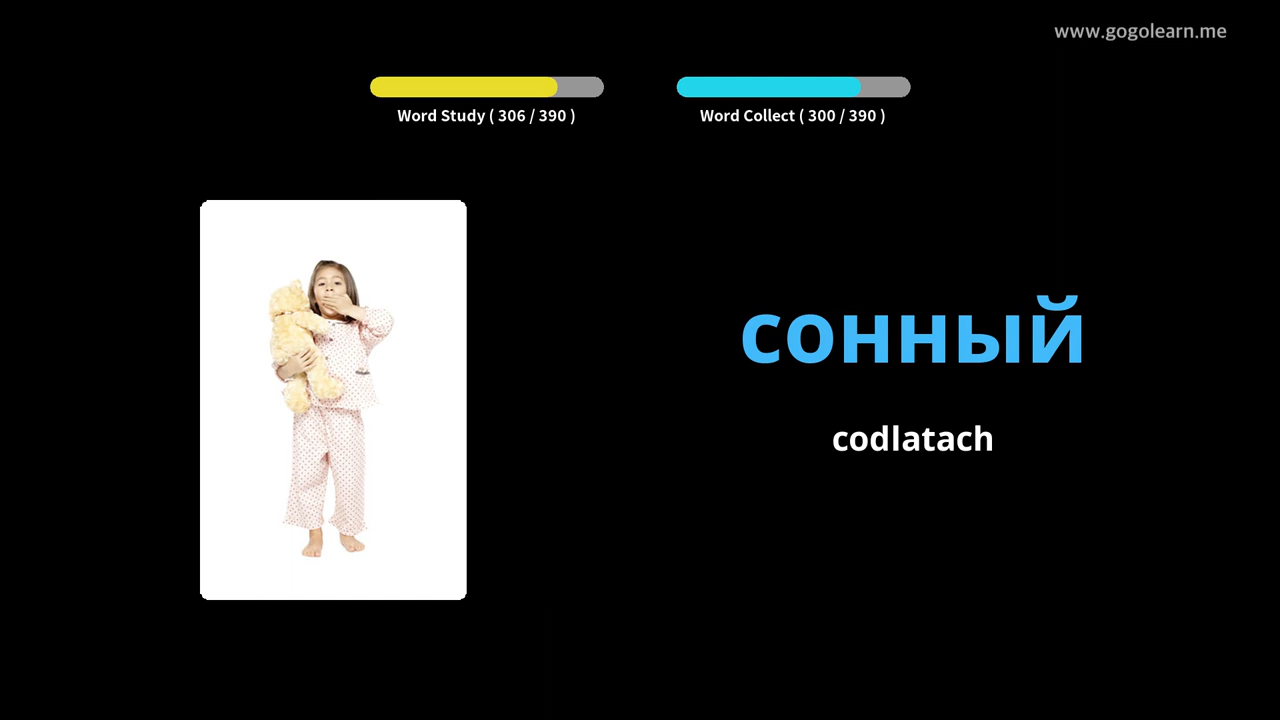 www.gogolearn.me
Word Study ( 306 / 390 )
Word Collect ( 300 / 390 )
сонный
codlatach